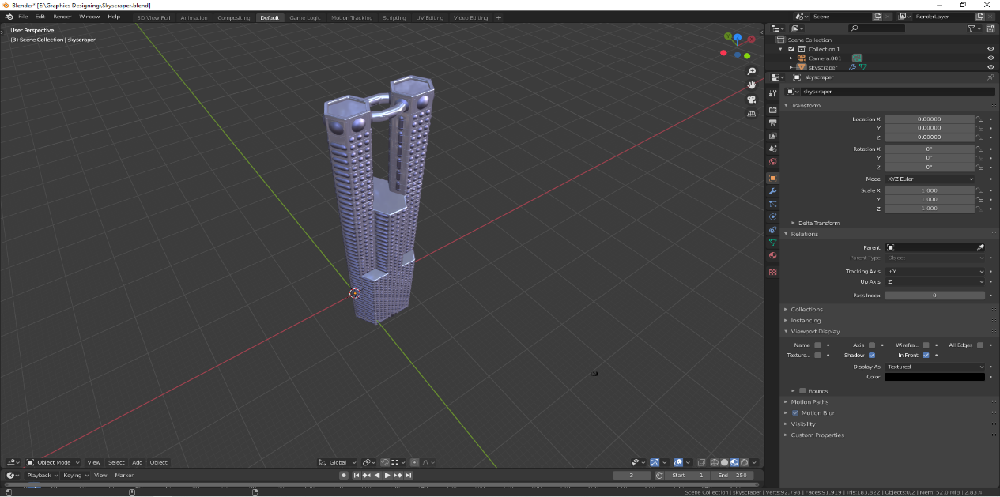 Blender* [E:\Graphics Designing\Skyscraper.blend]
File Edit Render Window Help 3D View Full Animation Compositing Default Game Logic Motion Tracking Scripting UV Editing Video Editing + Scene RenderLayer
User Perspective
(3) Scene Collection | skyscraper
Y Z X
Scene Collection
Collection 1
Camera.001
skyscraper
skyscraper
skyscraper
Transform
Location X 0.00000
Y 0.00000
Z 0.00000
Rotation X 0°
Y 0°
Z 0°
Mode XYZ Euler
Scale X 1.000
Y 1.000
Z 1.000
Delta Transform
Relations
Parent
Parent Type Object
Tracking Axis +Y
Up Axis Z
Pass Index 0
Collections
Instancing
Viewport Display
Name Axis Wirefra... All Edges
Texture... Shadow In Front
Display As Textured
Color
Bounds
Motion Paths
Motion Blur
Visibility
Custom Properties
Object Mode View Select Add Object Global
Playback Keying View Marker 3 Start 1 End 250
Scene Collection | skyscraper | Verts:92,798 | Faces:91,919 | Tris:183,822 | Objects:0/2 | Mem: 52.0 MiB | 2.83.4